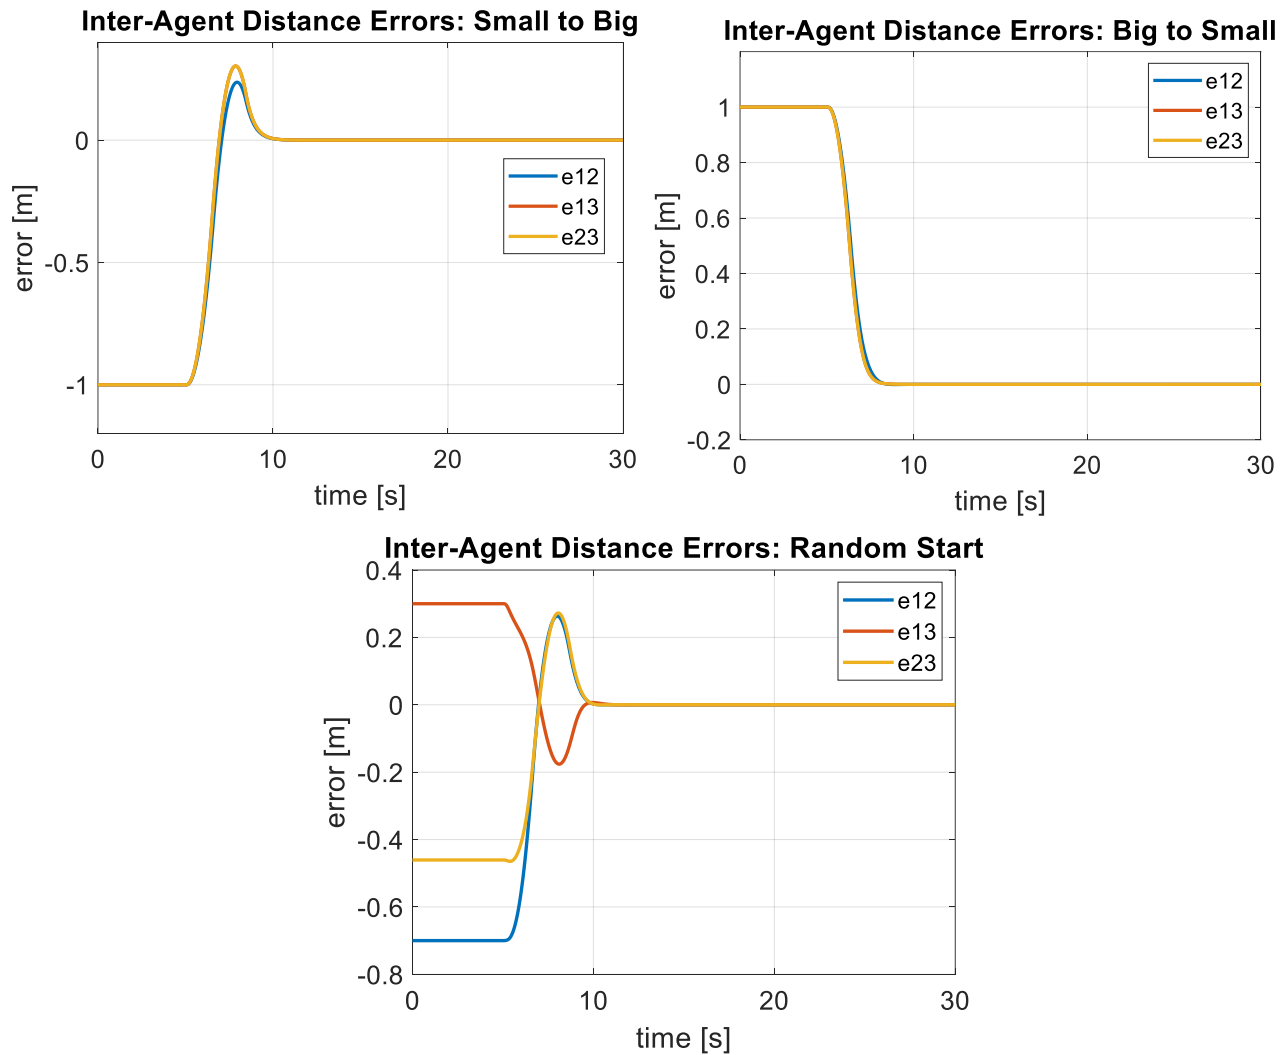 Inter-Agent Distance Errors: Small to Big
error [m]
0
-0.5
-1
e12
e13
e23
0
10
20
30
time [s]
Inter-Agent Distance Errors: Big to Small
error [m]
1
0.8
0.6
0.4
0.2
0
-0.2
e12
e13
e23
0
10
20
30
time [s]
Inter-Agent Distance Errors: Random Start
error [m]
0.4
0.2
0
-0.2
-0.4
-0.6
-0.8
e12
e13
e23
0
10
20
30
time [s]